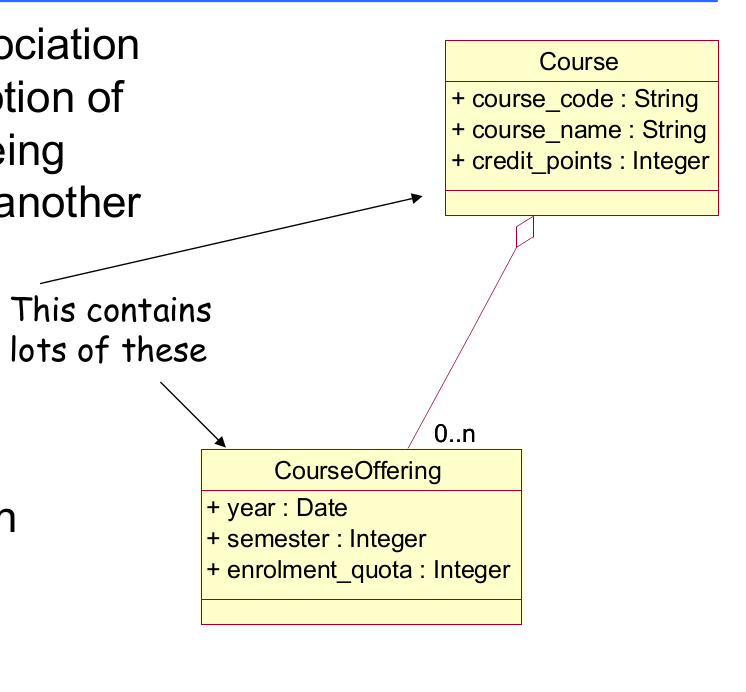 ociation
tion of
eing
another
This contains
lots of these
n
Course
+ course_code : String
+ course_name : String
+ credit_points : Integer
0..n
CourseOffering
+ year : Date
+ semester : Integer
+ enrolment_quota : Integer